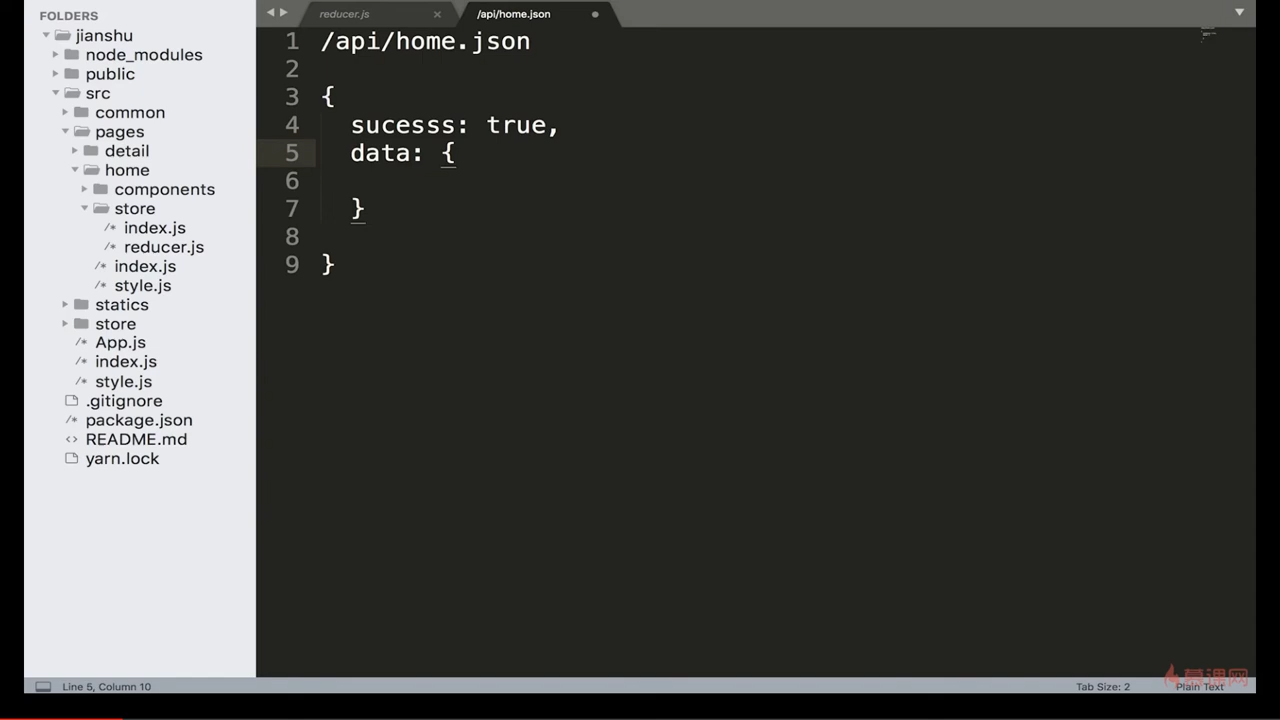 FOLDERS
jianshu
node_modules
public
src
common
pages
detail
home
components
store
index.js
reducer.js
index.js
style.js
statics
store
App.js
index.js
style.js
.gitignore
package.json
README.md
yarn.lock
reducer.js
/api/home.json
1 /api/home.json
2
3 {
4 sucesss: true,
5 data: {
6
7 }
8
9 }
Line 5, Column 10
Tab Size: 2
Plain Text
慕课网